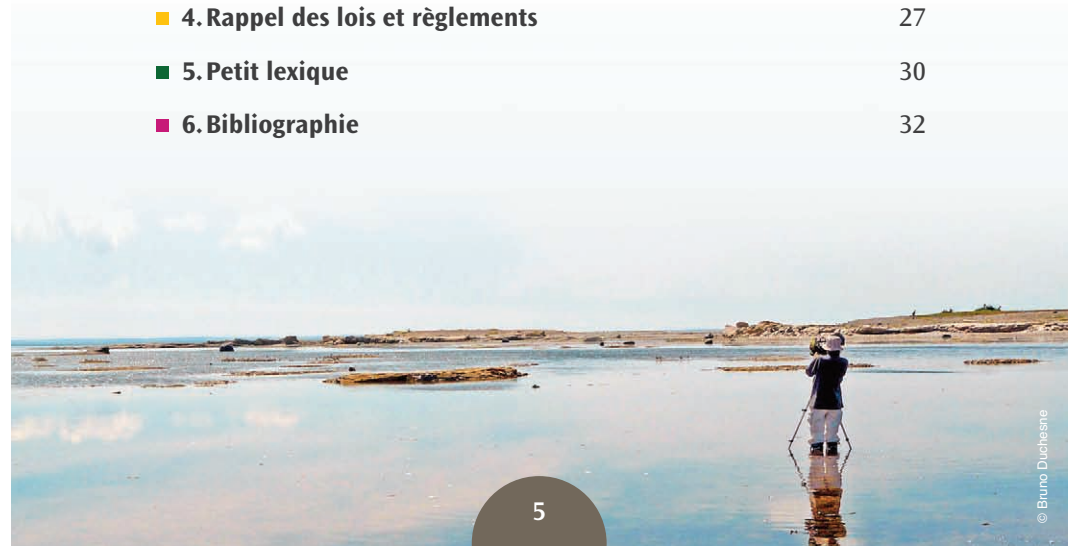 4. Rappel des lois et règlements 27
5. Petit lexique 30
6. Bibliographie 32
© Bruno Duchesne
5